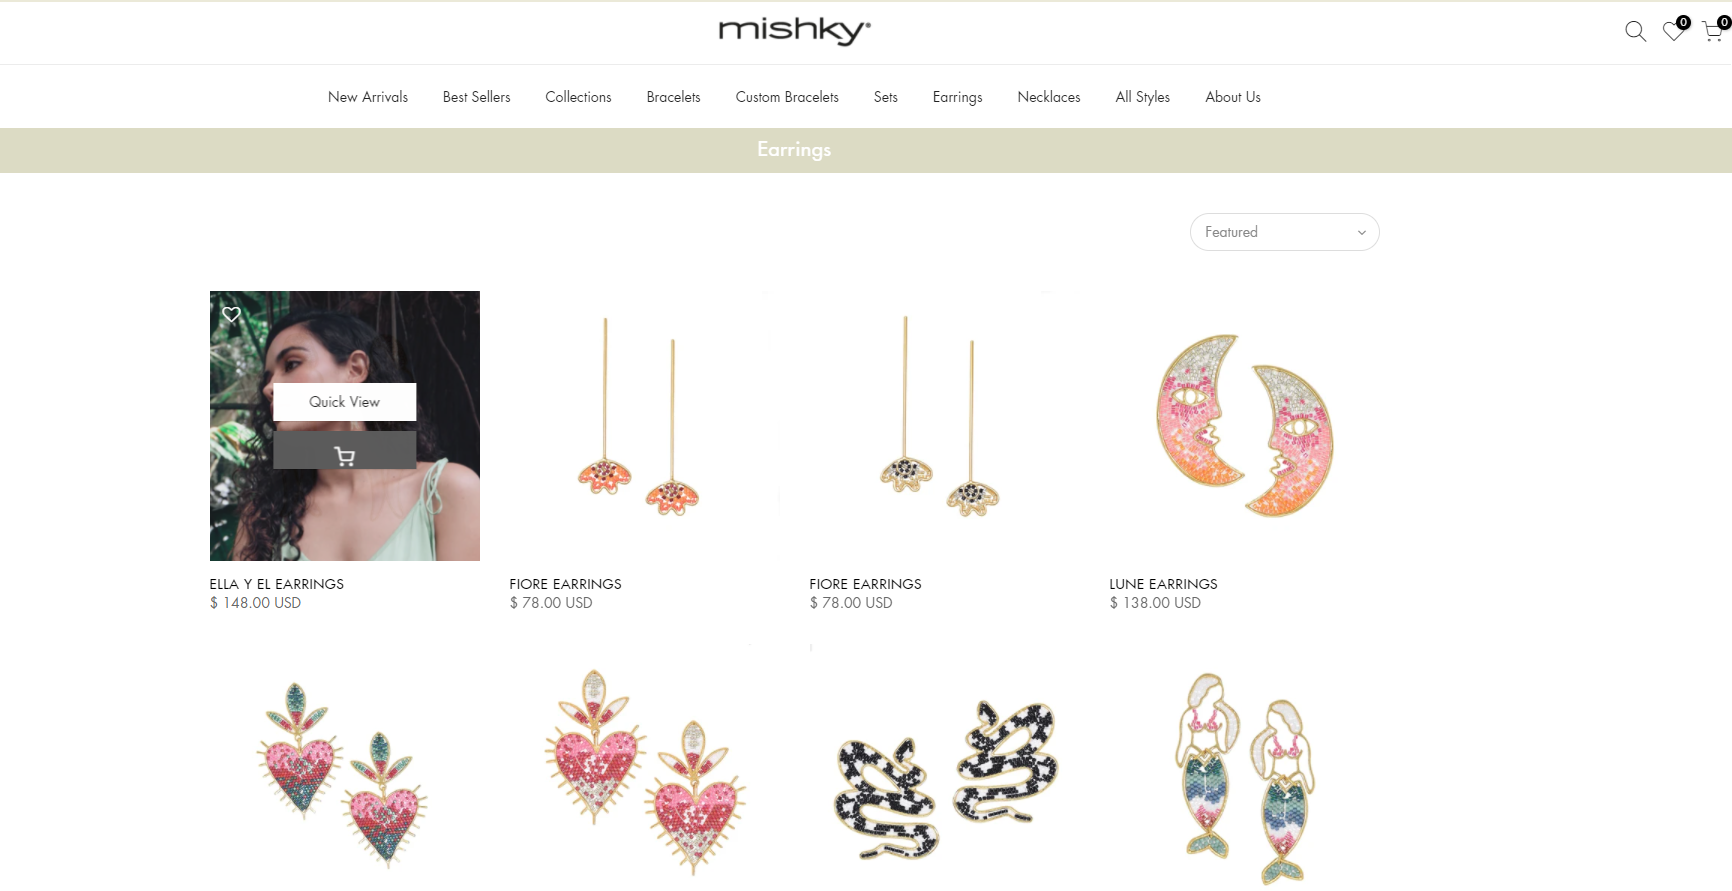 mishky®
0
0
New Arrivals Best Sellers Collections Bracelets Custom Bracelets Sets Earrings Necklaces All Styles About Us
Earrings
Featured
Quick View
ELLA Y EL EARRINGS
$ 148.00 USD
FIORE EARRINGS
$ 78.00 USD
FIORE EARRINGS
$ 78.00 USD
LUNE EARRINGS
$ 138.00 USD